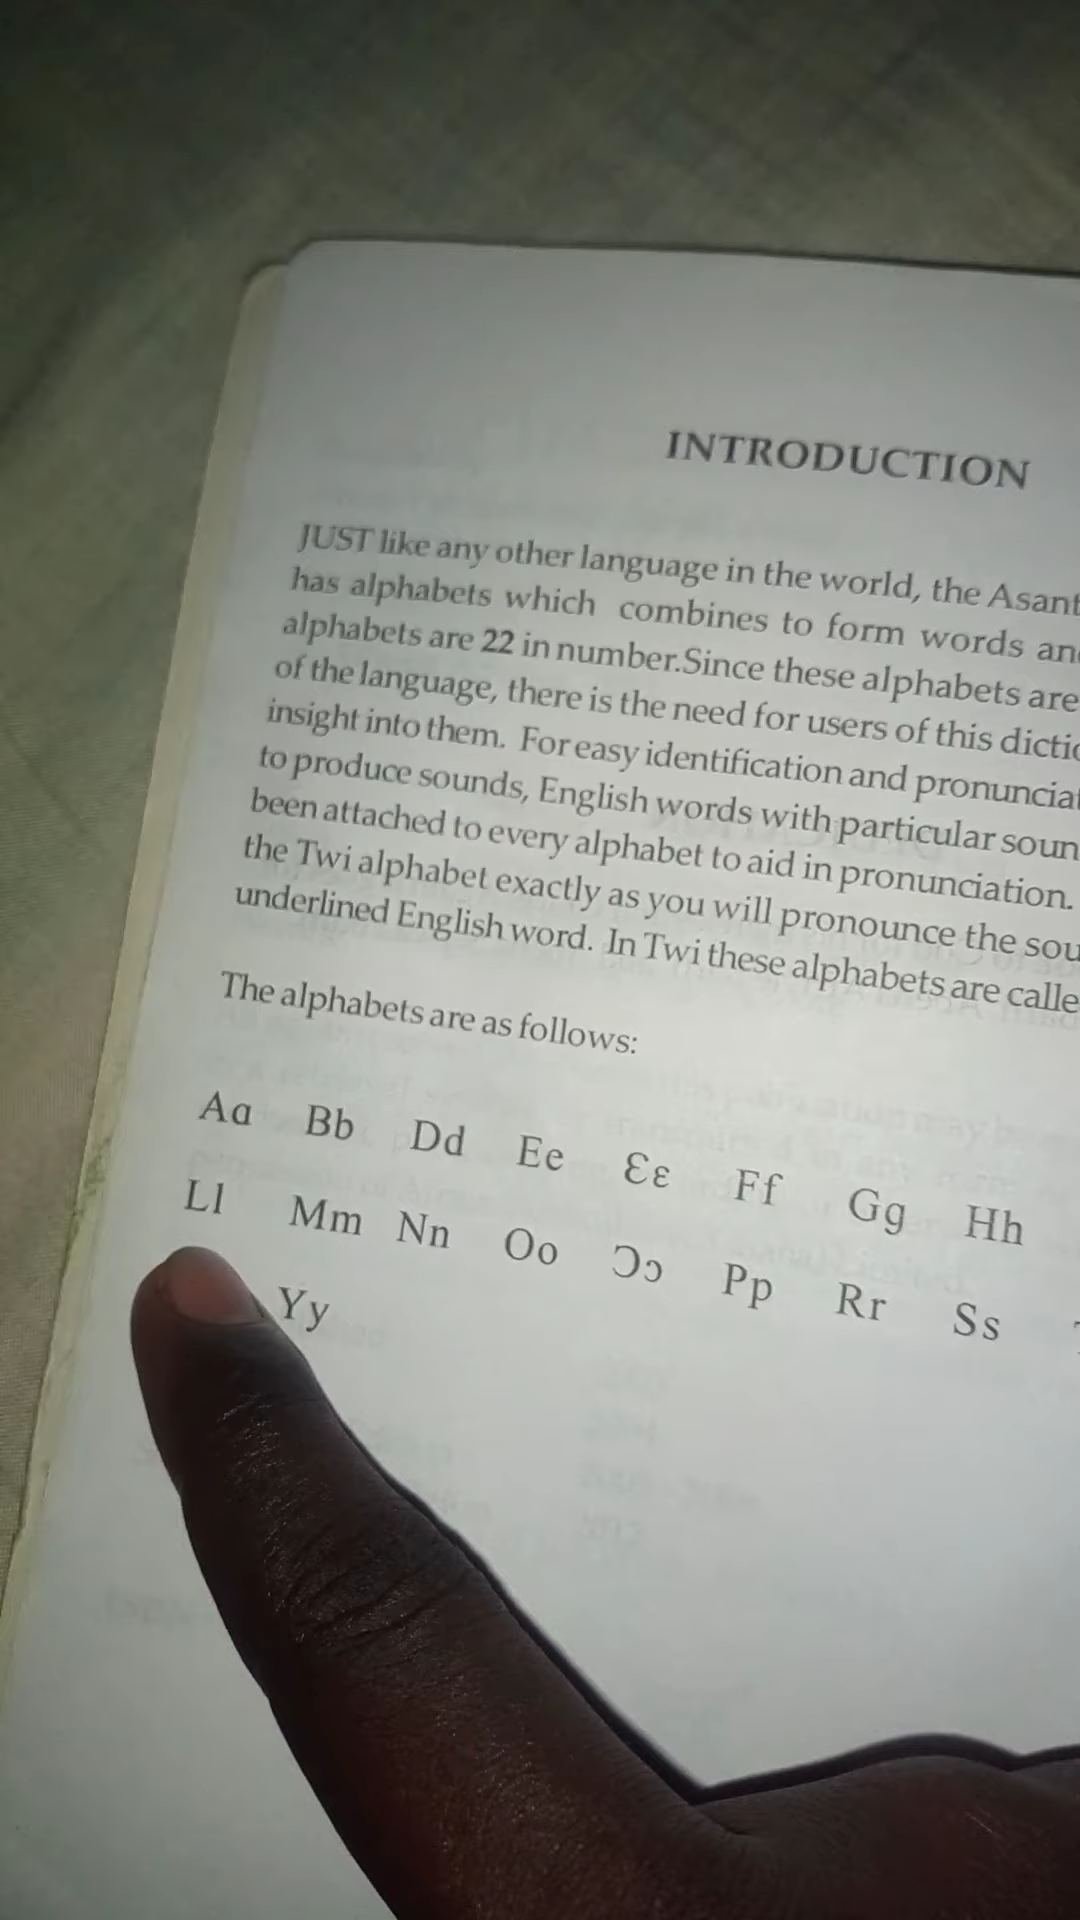 INTRODUCTION
JUST like any other language in the world, the Asant
has alphabets which combines to form words an
alphabets are 22 in number.Since these alphabets are
of the language, there is the need for users of this dictio
insight into them. For easy identification and pronunciat
to produce sounds, English words with particular soun
been attached to every alphabet to aid in pronunciation.
the Twi alphabet exactly as you will pronounce the sou
underlined English word. In Twi these alphabets are calle
The alphabets are as follows:
Aa Bb Dd Ee Ɛɛ Ff Gg Hh
Ll Mm Nn Oo Ɔɔ Pp Rr Ss
Yy